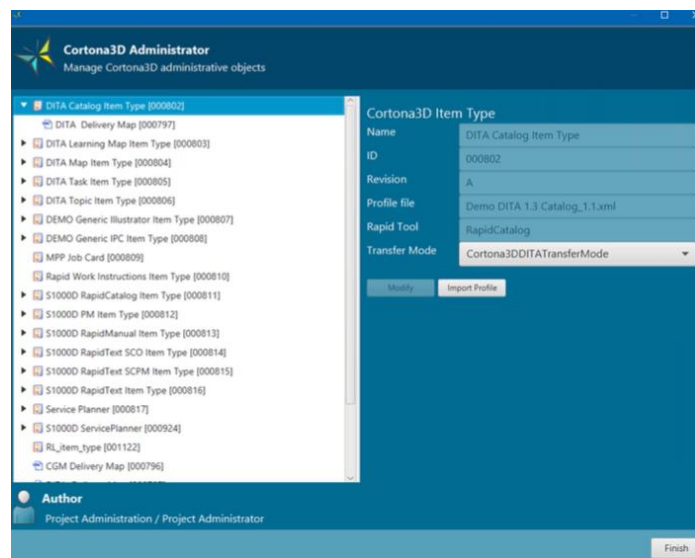 Cortona3D Administrator
Manage Cortona3D administrative objects
DITA Catalog Item Type [000802]
DITA Delivery Map [000797]
DITA Learning Map Item Type [000803]
DITA Map Item Type [000804]
DITA Task Item Type [000805]
DITA Topic Item Type [000806]
DEMO Generic Illustrator Item Type [000807]
DEMO Generic IPC Item Type [000808]
MPP Job Card [000809]
Rapid Work Instructions Item Type [000810]
S1000D RapidCatalog Item Type [000811]
S1000D PM Item Type [000812]
S1000D RapidManual Item Type [000813]
S1000D RapidText SCO Item Type [000814]
S1000D RapidText SCPM Item Type [000815]
S1000D RapidText Item Type [000816]
Service Planner [000817]
S1000D ServicePlanner [000924]
RL_item_type [001122]
CGM Delivery Map [000796]
Cortona3D Item Type
Name DITA Catalog Item Type
ID 000802
Revision A
Profile file Demo DITA 1.3 Catalog_1.1.xml
Rapid Tool RapidCatalog
Transfer Mode Cortona3DDITATransferMode
Modify Import Profile
Author
Project Administration / Project Administrator
Finish